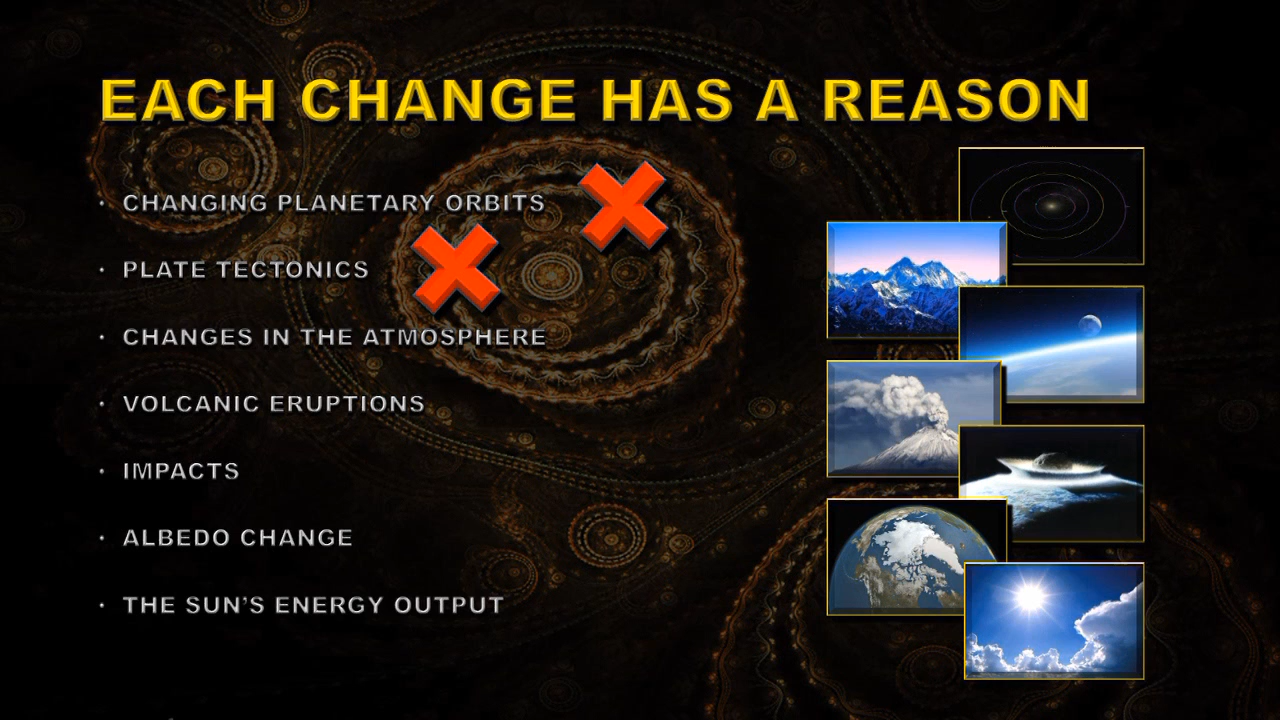 EACH CHANGE HAS A REASON
• CHANGING PLANETARY ORBITS
• PLATE TECTONICS
• CHANGES IN THE ATMOSPHERE
• VOLCANIC ERUPTIONS
• IMPACTS
• ALBEDO CHANGE
• THE SUN’S ENERGY OUTPUT